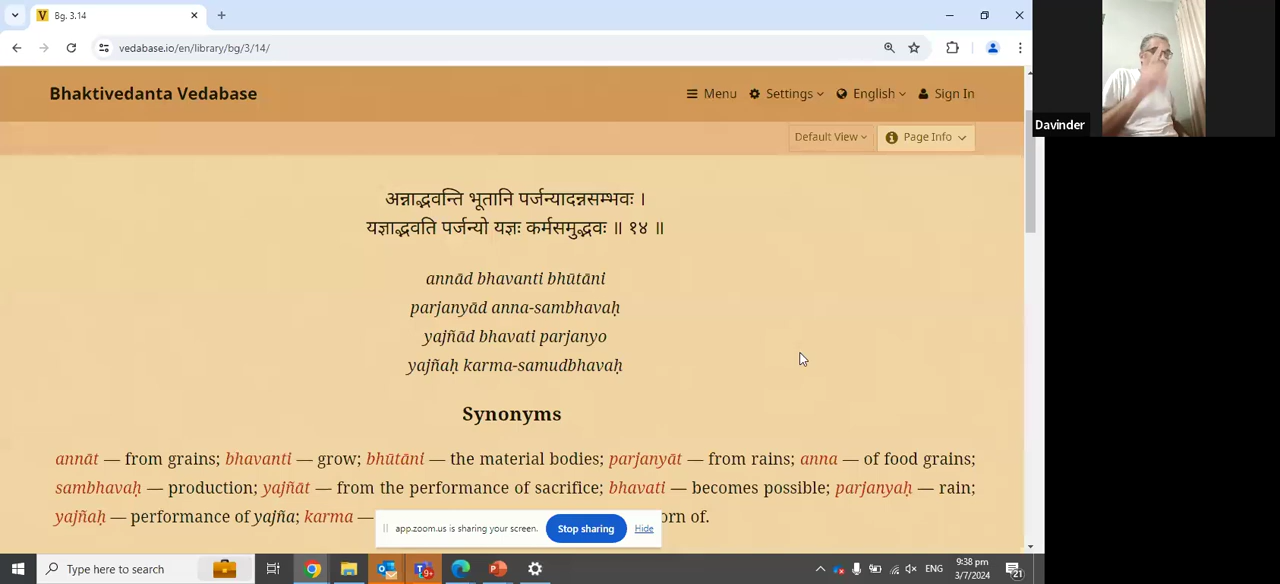 Bg. 3.14
vedabase.io/en/library/bg/3/14/
Bhaktivedanta Vedabase
Menu Settings English Sign In
Default View Page Info
Davinder
अन्नाद्भवन्ति भूतानि पर्जन्यादन्नसम्भवः ।
यज्ञाद्भवति पर्जन्यो यज्ञः कर्मसमुद्भवः ॥ १४ ॥
annād bhavanti bhūtāni
parjanyād anna-sambhavaḥ
yajñād bhavati parjanyo
yajñaḥ karma-samudbhavaḥ
Synonyms
annāt — from grains; bhavanti — grow; bhūtāni — the material bodies; parjanyāt — from rains; anna — of food grains;
sambhavaḥ — production; yajñāt — from the performance of sacrifice; bhavati — becomes possible; parjanyaḥ — rain;
yajñaḥ — performance of yajña; karma — orn of.
app.zoom.us is sharing your screen. Stop sharing Hide
Type here to search
9+
ENG
9:38 pm
3/7/2024
21